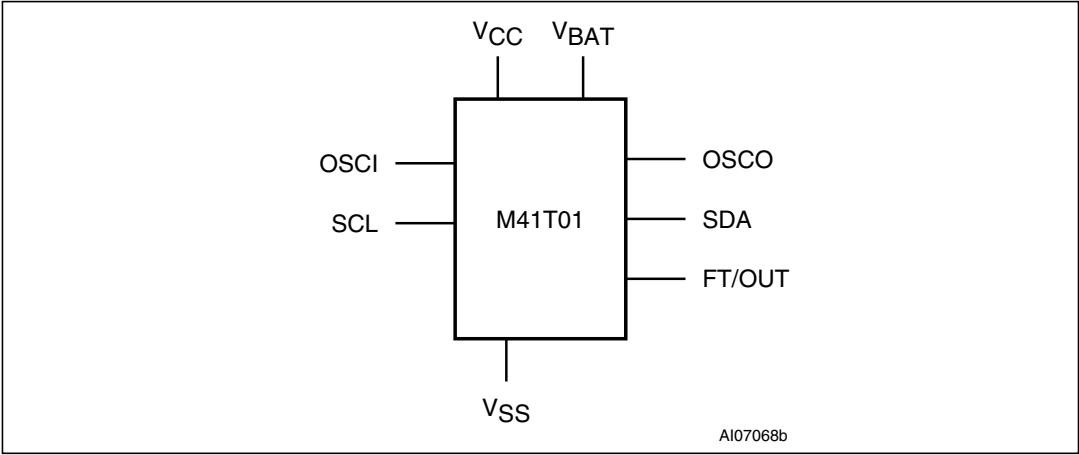 VCC VBAT
OSCI OSCO
SCL M41T01 SDA
FT/OUT
VSS
AI07068b